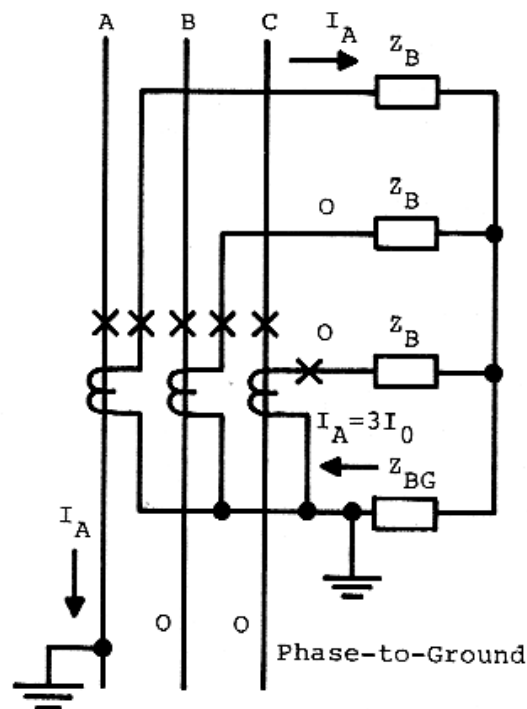 A B C I_A Z_B
O Z_B
O Z_B
I_A=3I_0
Z_BG
I_A
O O
Phase-to-Ground